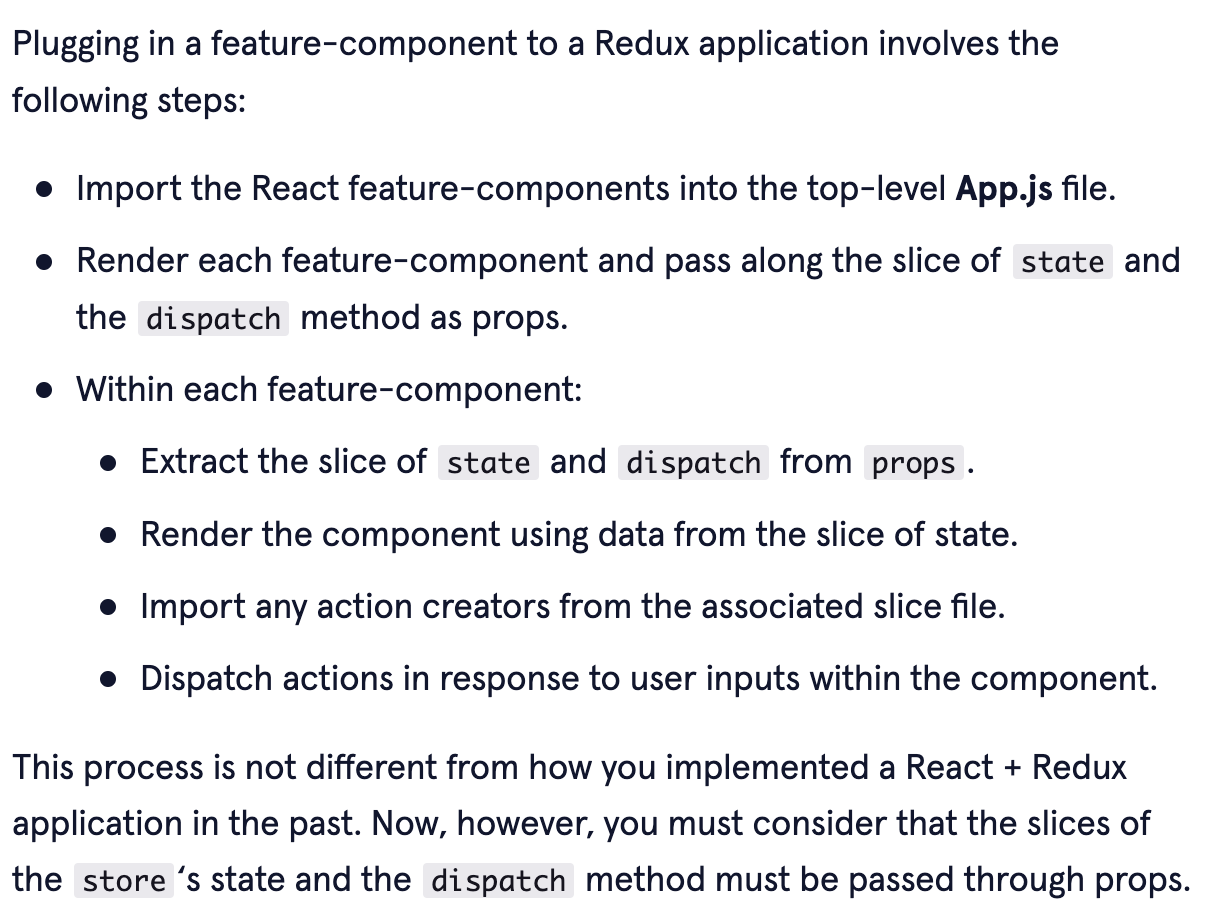 Plugging in a feature-component to a Redux application involves the
following steps:
● Import the React feature-components into the top-level App.js file.
● Render each feature-component and pass along the slice of state and
the dispatch method as props.
● Within each feature-component:
● Extract the slice of state and dispatch from props.
● Render the component using data from the slice of state.
● Import any action creators from the associated slice file.
● Dispatch actions in response to user inputs within the component.
This process is not different from how you implemented a React + Redux
application in the past. Now, however, you must consider that the slices of
the store ‘s state and the dispatch method must be passed through props.